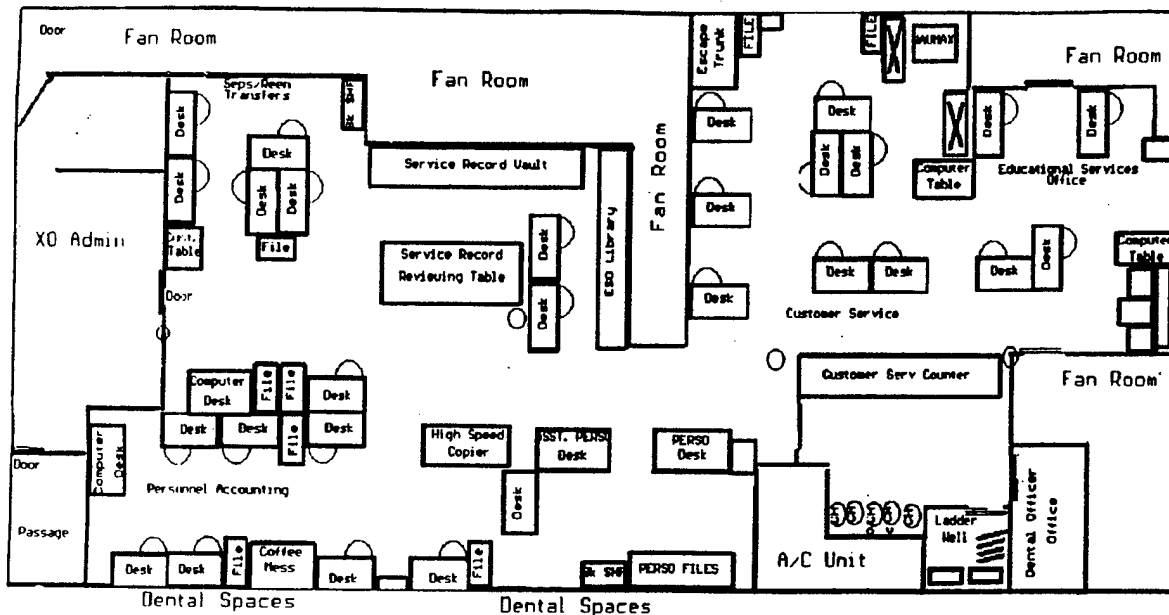 Door
Fan Room
Fan Room
Escape
Trunk
FILE
FILE
Fan Room
Seps/Reen
Transfers
Desk
Desk
Desk
Desk
Desk
Desk
Desk
Desk
Desk
Service Record Vault
Fan Room
Desk
Desk
Desk
Computer
Table
Educational Services
Office
XO Admin
Table
File
Service Record
Reviewing Table
Desk
ESO Library
Desk
Desk
Desk
Desk
Desk
Computer
Table
Door
Desk
Desk
Customer Service
Computer
Desk
File
File
Desk
Customer Serv Counter
Fan Room
Desk
Desk
File
Desk
High Speed
Copier
ASST. PERSO
Desk
PERSO
Desk
Door
Computer
Desk
Personnel Accounting
Desk
Passage
Ladder
Well
Dental Officer
Office
Desk
Desk
File
Coffee
Mess
Desk
Desk
File
PERSO FILES
A/C Unit
Dental Spaces
Dental Spaces